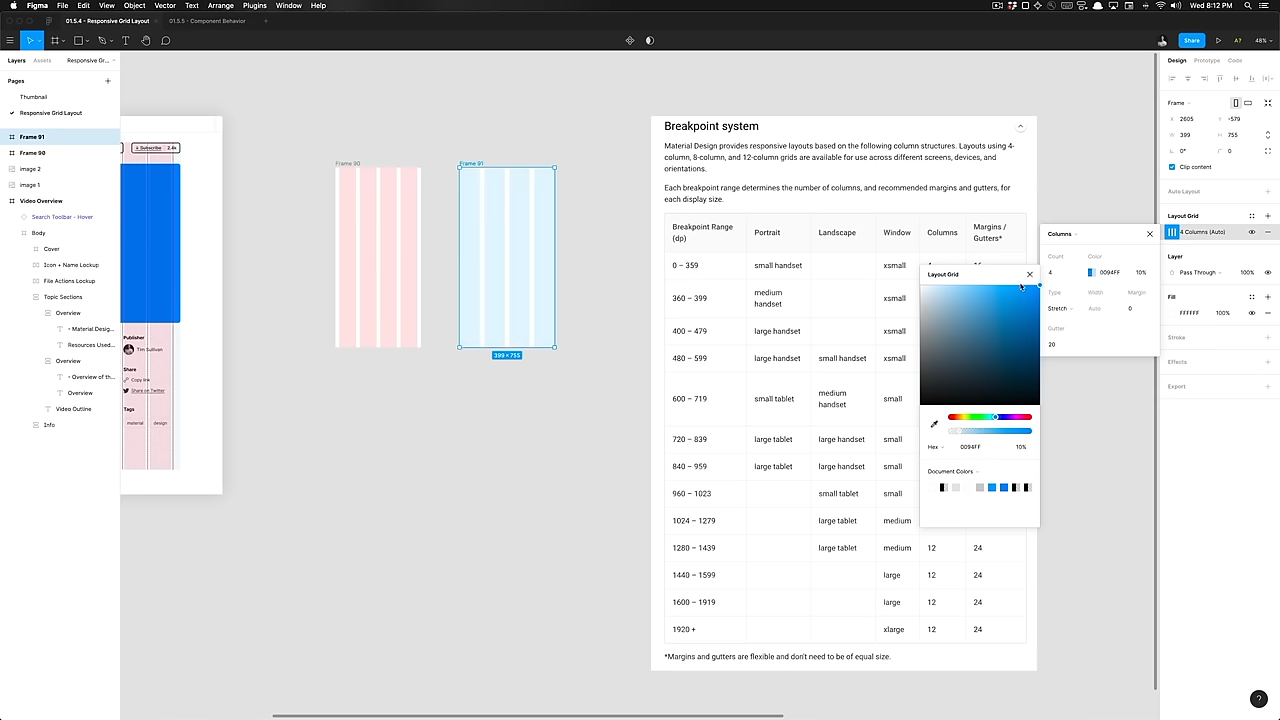 Figma File Edit View Object Vector Text Arrange Plugins Window Help
Wed 8:12 PM
01.5.4 - Responsive Grid Layout
01.5.5 - Component Behavior
Share
A?
48%
Layers
Assets
Responsive Gr...
Pages
Thumbnail
Responsive Grid Layout
Frame 91
Frame 90
image 2
image 1
Video Overview
Search Toolbar - Hover
Body
Cover
Icon + Name Lockup
File Actions Lockup
Topic Sections
Overview
• Material Desig...
Resources Used...
Overview
• Overview of th...
Overview
Video Outline
Info
Subscribe
Publisher
Tim Sullivan
Share
Copy link
Share on Twitter
Tags
material
design
Frame 90
Frame 91
399 × 755
Breakpoint system
Material Design provides responsive layouts based on the following column structures. Layouts using 4-
column, 8-column, and 12-column grids are available for use across different screens, devices, and
orientations.
Each breakpoint range determines the number of columns, and recommended margins and gutters, for
each display size.
Breakpoint Range (dp)
Portrait
Landscape
Window
Columns
Margins / Gutters*
0 – 359
small handset
xsmall
360 – 399
medium handset
xsmall
400 – 479
large handset
xsmall
480 – 599
large handset
small handset
xsmall
600 – 719
small tablet
medium handset
small
720 – 839
large tablet
large handset
small
840 – 959
large tablet
large handset
small
960 – 1023
small tablet
small
1024 – 1279
large tablet
medium
1280 – 1439
large tablet
medium
12
24
1440 – 1599
large
12
24
1600 – 1919
large
12
24
1920 +
xlarge
12
24
*Margins and gutters are flexible and don't need to be of equal size.
Layout Grid
Hex
0094FF
10%
Document Colors
Columns
Count
Color
4
0094FF
10%
Type
Width
Margin
Stretch
Auto
0
Gutter
20
Design
Prototype
Code
Frame
X 2605
Y -579
W 399
H 755
0°
0
Clip content
Auto Layout
Layout Grid
4 Columns (Auto)
Layer
Pass Through
100%
Fill
FFFFFF
100%
Stroke
Effects
Export
?